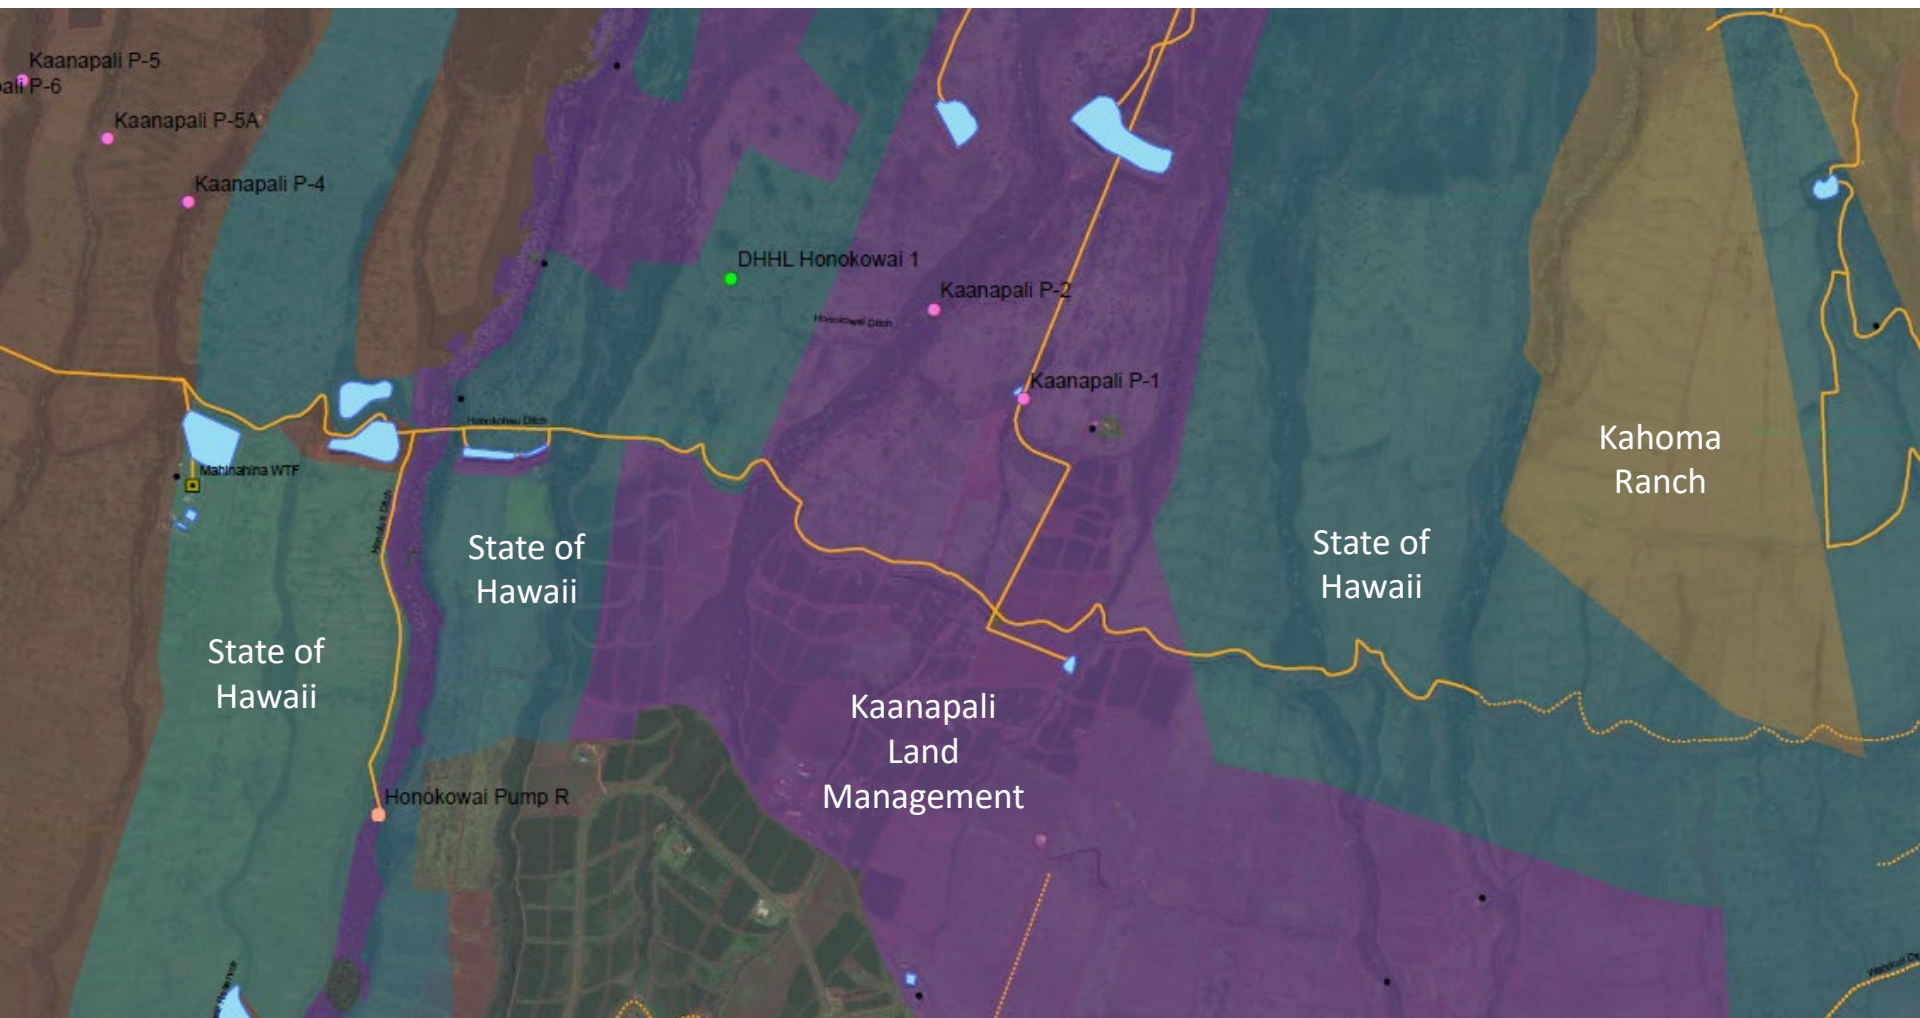 Kaanapali P-5
ali P-6
Kaanapali P-5A
Kaanapali P-4
DHHL Honokowai 1
Kaanapali P-2
Honokowai Ditch
Kaanapali P-1
Honokohau Ditch
Mahinahina WTF
Kahoma
Ranch
State of
Hawaii
State of
Hawaii
State of
Hawaii
Kaanapali
Land
Management
Honokowai Pump R